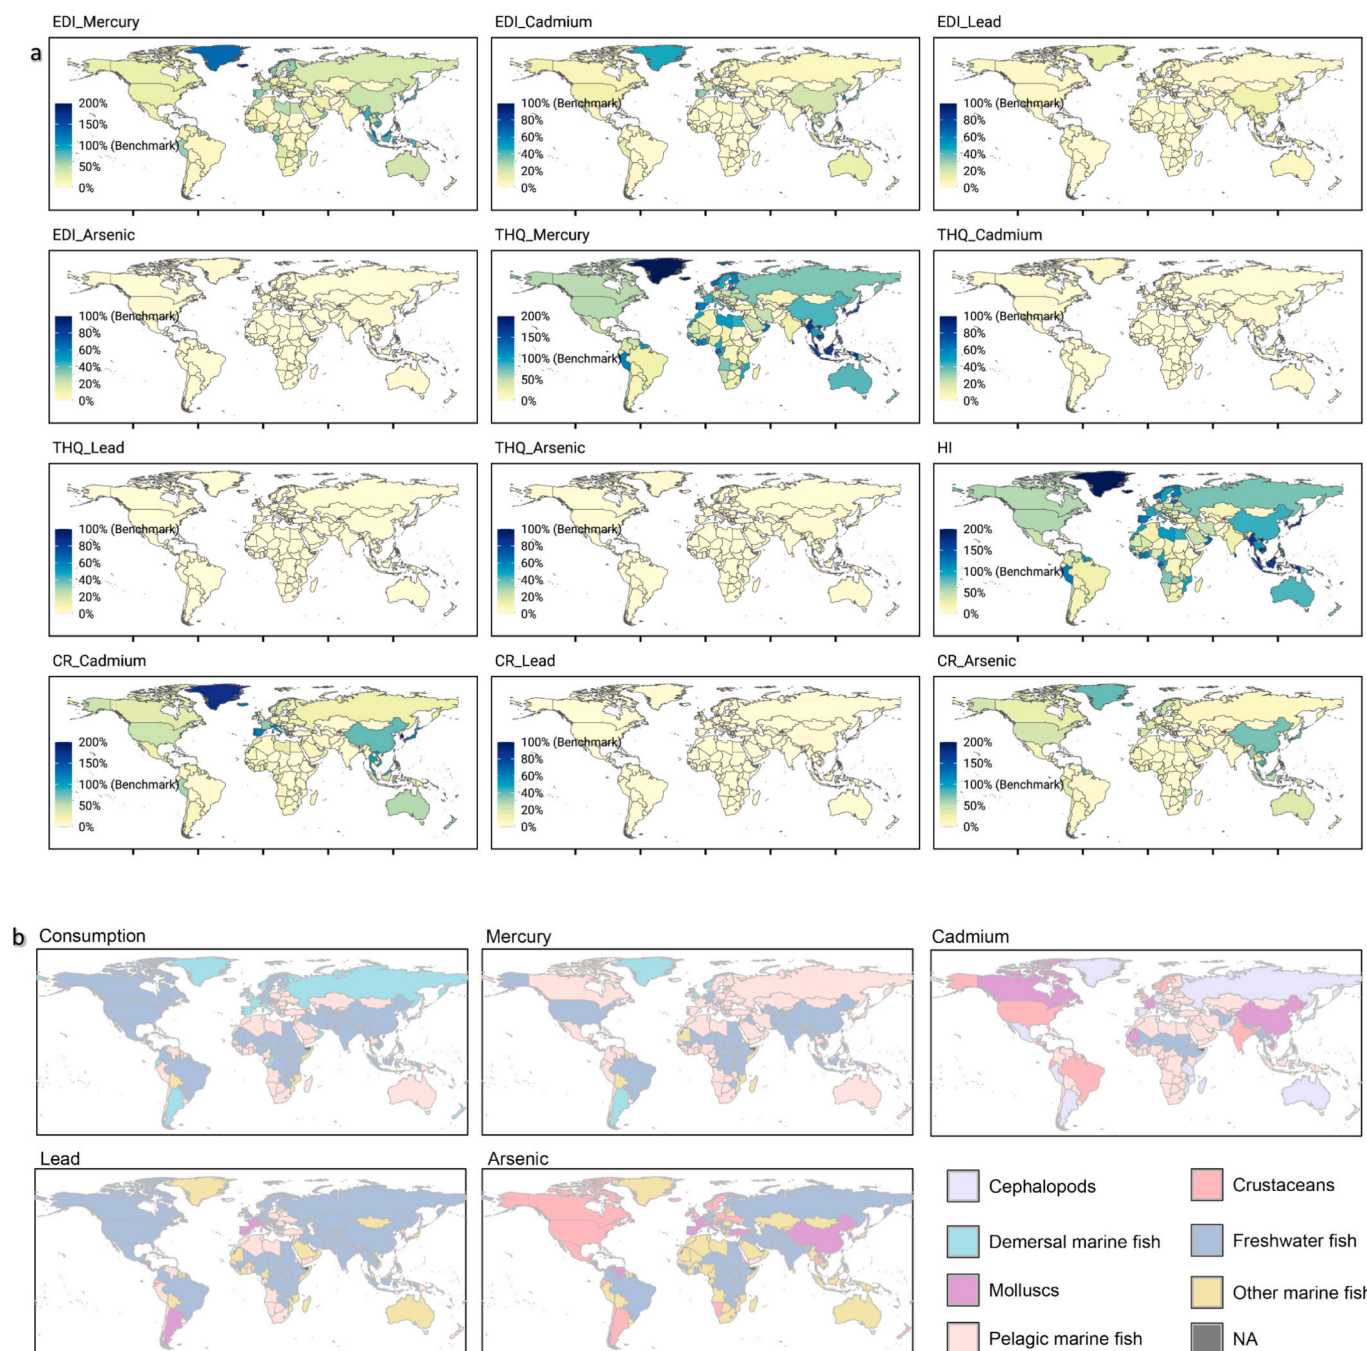 EDI_Mercury
EDI_Cadmium
EDI_Lead
a
200%
150%
100% (Benchmark)
50%
0%
100% (Benchmark)
80%
60%
40%
20%
0%
100% (Benchmark)
80%
60%
40%
20%
0%
EDI_Arsenic
THQ_Mercury
THQ_Cadmium
100% (Benchmark)
80%
60%
40%
20%
0%
200%
150%
100% (Benchmark)
50%
0%
100% (Benchmark)
80%
60%
40%
20%
0%
THQ_Lead
THQ_Arsenic
HI
100% (Benchmark)
80%
60%
40%
20%
0%
100% (Benchmark)
80%
60%
40%
20%
0%
200%
150%
100% (Benchmark)
50%
0%
CR_Cadmium
CR_Lead
CR_Arsenic
200%
150%
100% (Benchmark)
50%
0%
100% (Benchmark)
80%
60%
40%
20%
0%
200%
150%
100% (Benchmark)
50%
0%
b
Consumption
Mercury
Cadmium
Lead
Arsenic
Cephalopods
Crustaceans
Demersal marine fish
Freshwater fish
Molluscs
Other marine fish
Pelagic marine fish
NA